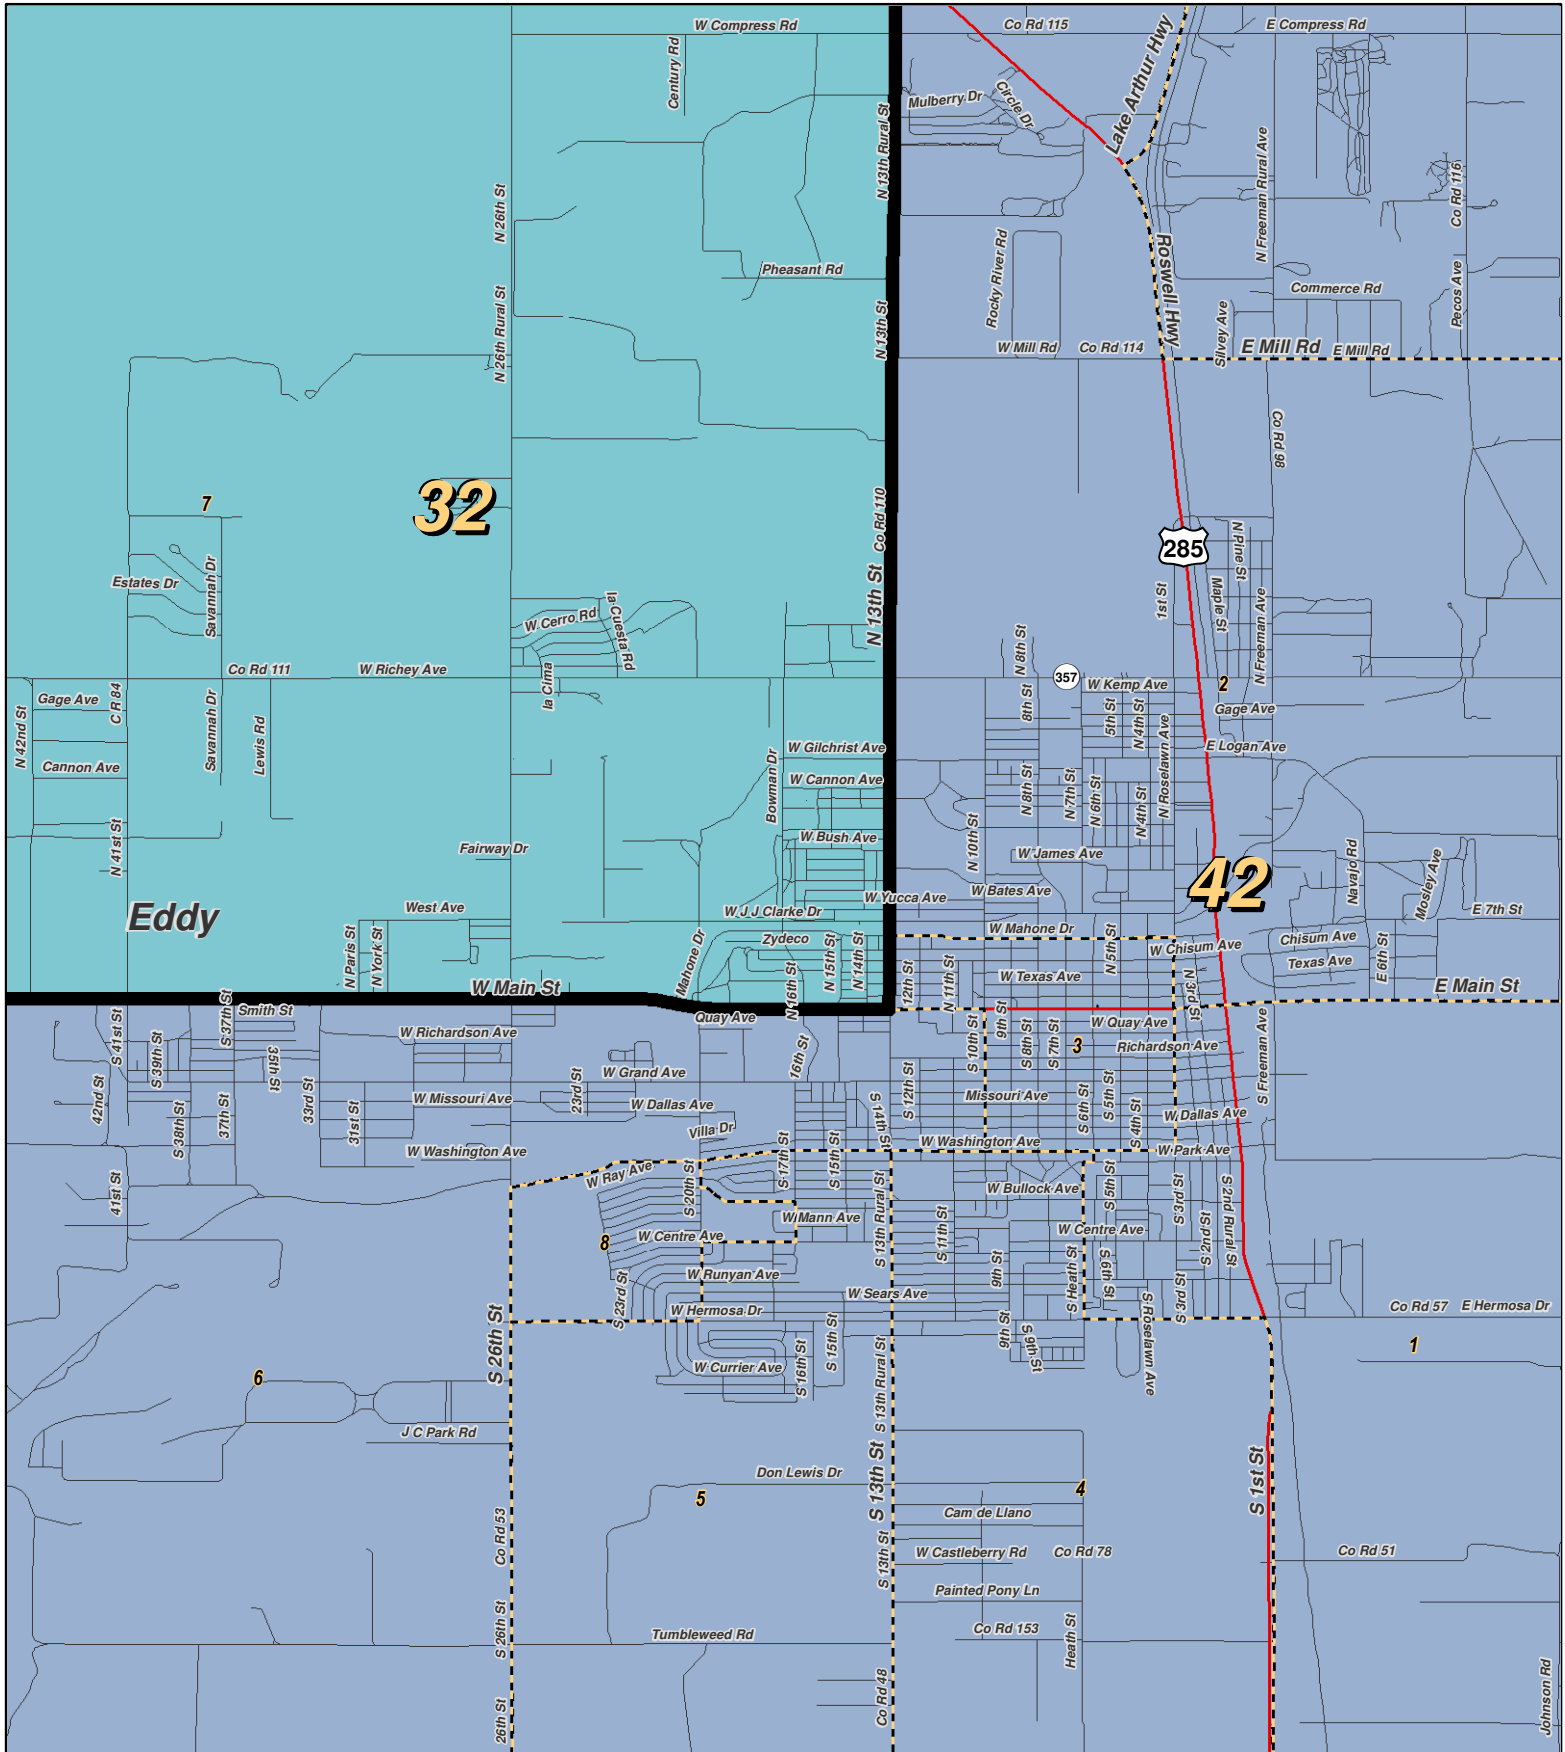 W Compress Rd
Co Rd 115
E Compress Rd
Century Rd
Mulberry Dr
Circle Dr
Lake Arthur Hwy
N 13th Rural St
N Freeman Rural Ave
Co Rd 116
N 26th St
Pheasant Rd
Rocky River Rd
Roswell Hwy
Commerce Rd
Pecos Ave
N 26th Rural St
N 13th St
W Mill Rd
Co Rd 114
Silvey Ave
E Mill Rd
E Mill Rd
Co Rd 98
7
32
Co Rd 110
285
N Pine St
Estates Dr
Savannah Dr
W Cerro Rd
la Cuesta Rd
N 13th St
1st St
Maple St
N Freeman Ave
N 8th St
Co Rd 111
W Richey Ave
la Cima
357
W Kemp Ave
2
Gage Ave
C R 84
Savannah Dr
Lewis Rd
N 42nd St
8th St
5th St
N 4th St
N Roselawn Ave
Gage Ave
E Logan Ave
Cannon Ave
W Gilchrist Ave
Bowman Dr
W Cannon Ave
N 8th St
N 7th St
N 6th St
N 4th St
N 41st St
Fairway Dr
W Bush Ave
N 10th St
W James Ave
Navajo Rd
Mosley Ave
42
W Yucca Ave
W Bates Ave
Eddy
West Ave
W J J Clarke Dr
E 7th St
N Paris St
N York St
Mahone Dr
Zydeco
N 15th St
N 14th St
W Mahone Dr
N 5th St
W Chisum Ave
Chisum Ave
Texas Ave
E 6th St
W Main St
N 16th St
12th St
N 11th St
W Texas Ave
N 3rd St
E Main St
S 41st St
S 37th St
Smith St
Quay Ave
9th St
W Quay Ave
S 39th St
35th St
W Richardson Ave
16th St
S 10th St
S 8th St
S 7th St
3
Richardson Ave
S Freeman Ave
42nd St
S 38th St
37th St
33rd St
31st St
W Grand Ave
W Missouri Ave
23rd St
W Dallas Ave
Villa Dr
S 14th St
S 12th St
Missouri Ave
S 6th St
S 5th St
S 4th St
W Dallas Ave
W Washington Ave
S 17th St
S 15th St
W Washington Ave
W Park Ave
41st St
W Ray Ave
S 20th St
W Bullock Ave
S 5th St
S 3rd St
S 2nd Rural St
8
W Centre Ave
W Mann Ave
S 13th Rural St
S 11th St
W Centre Ave
S 2nd St
S 23rd St
W Runyan Ave
W Hermosa Dr
W Sears Ave
9th St
S Heath St
S 6th St
S Roselawn Ave
S 3rd St
Co Rd 57
E Hermosa Dr
S 26th St
9th St
S 9th St
1
6
W Currier Ave
S 16th St
S 15th St
S 13th Rural St
J C Park Rd
Don Lewis Dr
5
S 13th St
4
S 1st St
Cam de Llano
Co Rd 53
S 13th St
W Castleberry Rd
Co Rd 78
Co Rd 51
Painted Pony Ln
S 26th St
Tumbleweed Rd
Co Rd 153
Heath St
26th St
Co Rd 48
Johnson Rd